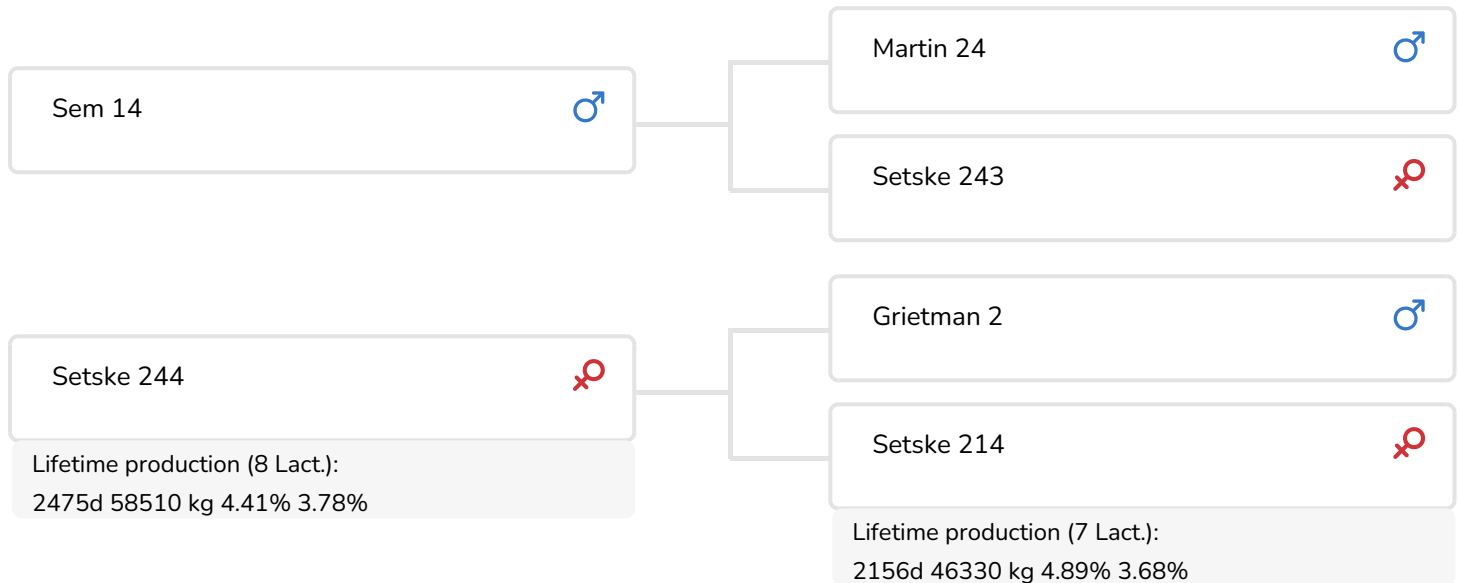 Sem 14
Martin 24
Setske 243
Setske 244
Lifetime production (8 Lact.):
2475d 58510 kg 4.41% 3.78%
Grietman 2
Setske 214
Lifetime production (7 Lact.):
2156d 46330 kg 4.89% 3.68%